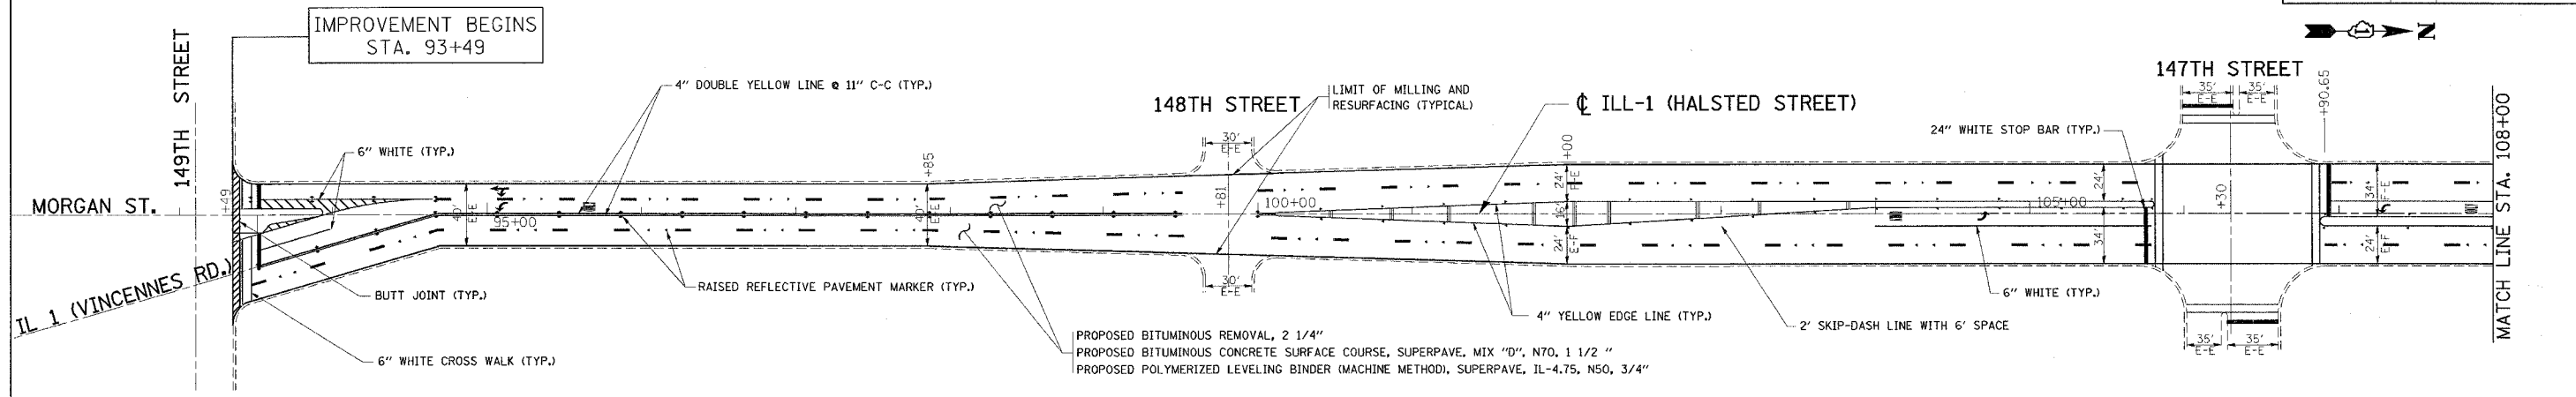 IMPROVEMENT BEGINS
STA. 93+49
149TH STREET
MORGAN ST.
IL 1 (VINCENNES RD.)
+49
6" WHITE (TYP.)
4" DOUBLE YELLOW LINE @ 11" C-C (TYP.)
40'
E-E
95+00
BUTT JOINT (TYP.)
6" WHITE CROSS WALK (TYP.)
RAISED REFLECTIVE PAVEMENT MARKER (TYP.)
+85
40'
E-E
148TH STREET
30'
E-E
LIMIT OF MILLING AND
RESURFACING (TYPICAL)
+81
30'
E-E
100+00
℄ ILL-1 (HALSTED STREET)
+00
24'
E-E
16'
24'
E-E
4" YELLOW EDGE LINE (TYP.)
2' SKIP-DASH LINE WITH 6' SPACE
PROPOSED BITUMINOUS REMOVAL, 2 1/4"
PROPOSED BITUMINOUS CONCRETE SURFACE COURSE, SUPERPAVE, MIX "D", N70, 1 1/2 "
PROPOSED POLYMERIZED LEVELING BINDER (MACHINE METHOD), SUPERPAVE, IL-4.75, N50, 3/4"
24" WHITE STOP BAR (TYP.)
105+00
24'
34'
6" WHITE (TYP.)
147TH STREET
35'
E-E
35'
E-E
+30
35'
E-E
35'
E-E
+90.65
34'
E-E
24'
E-E
N
MATCH LINE STA. 108+00